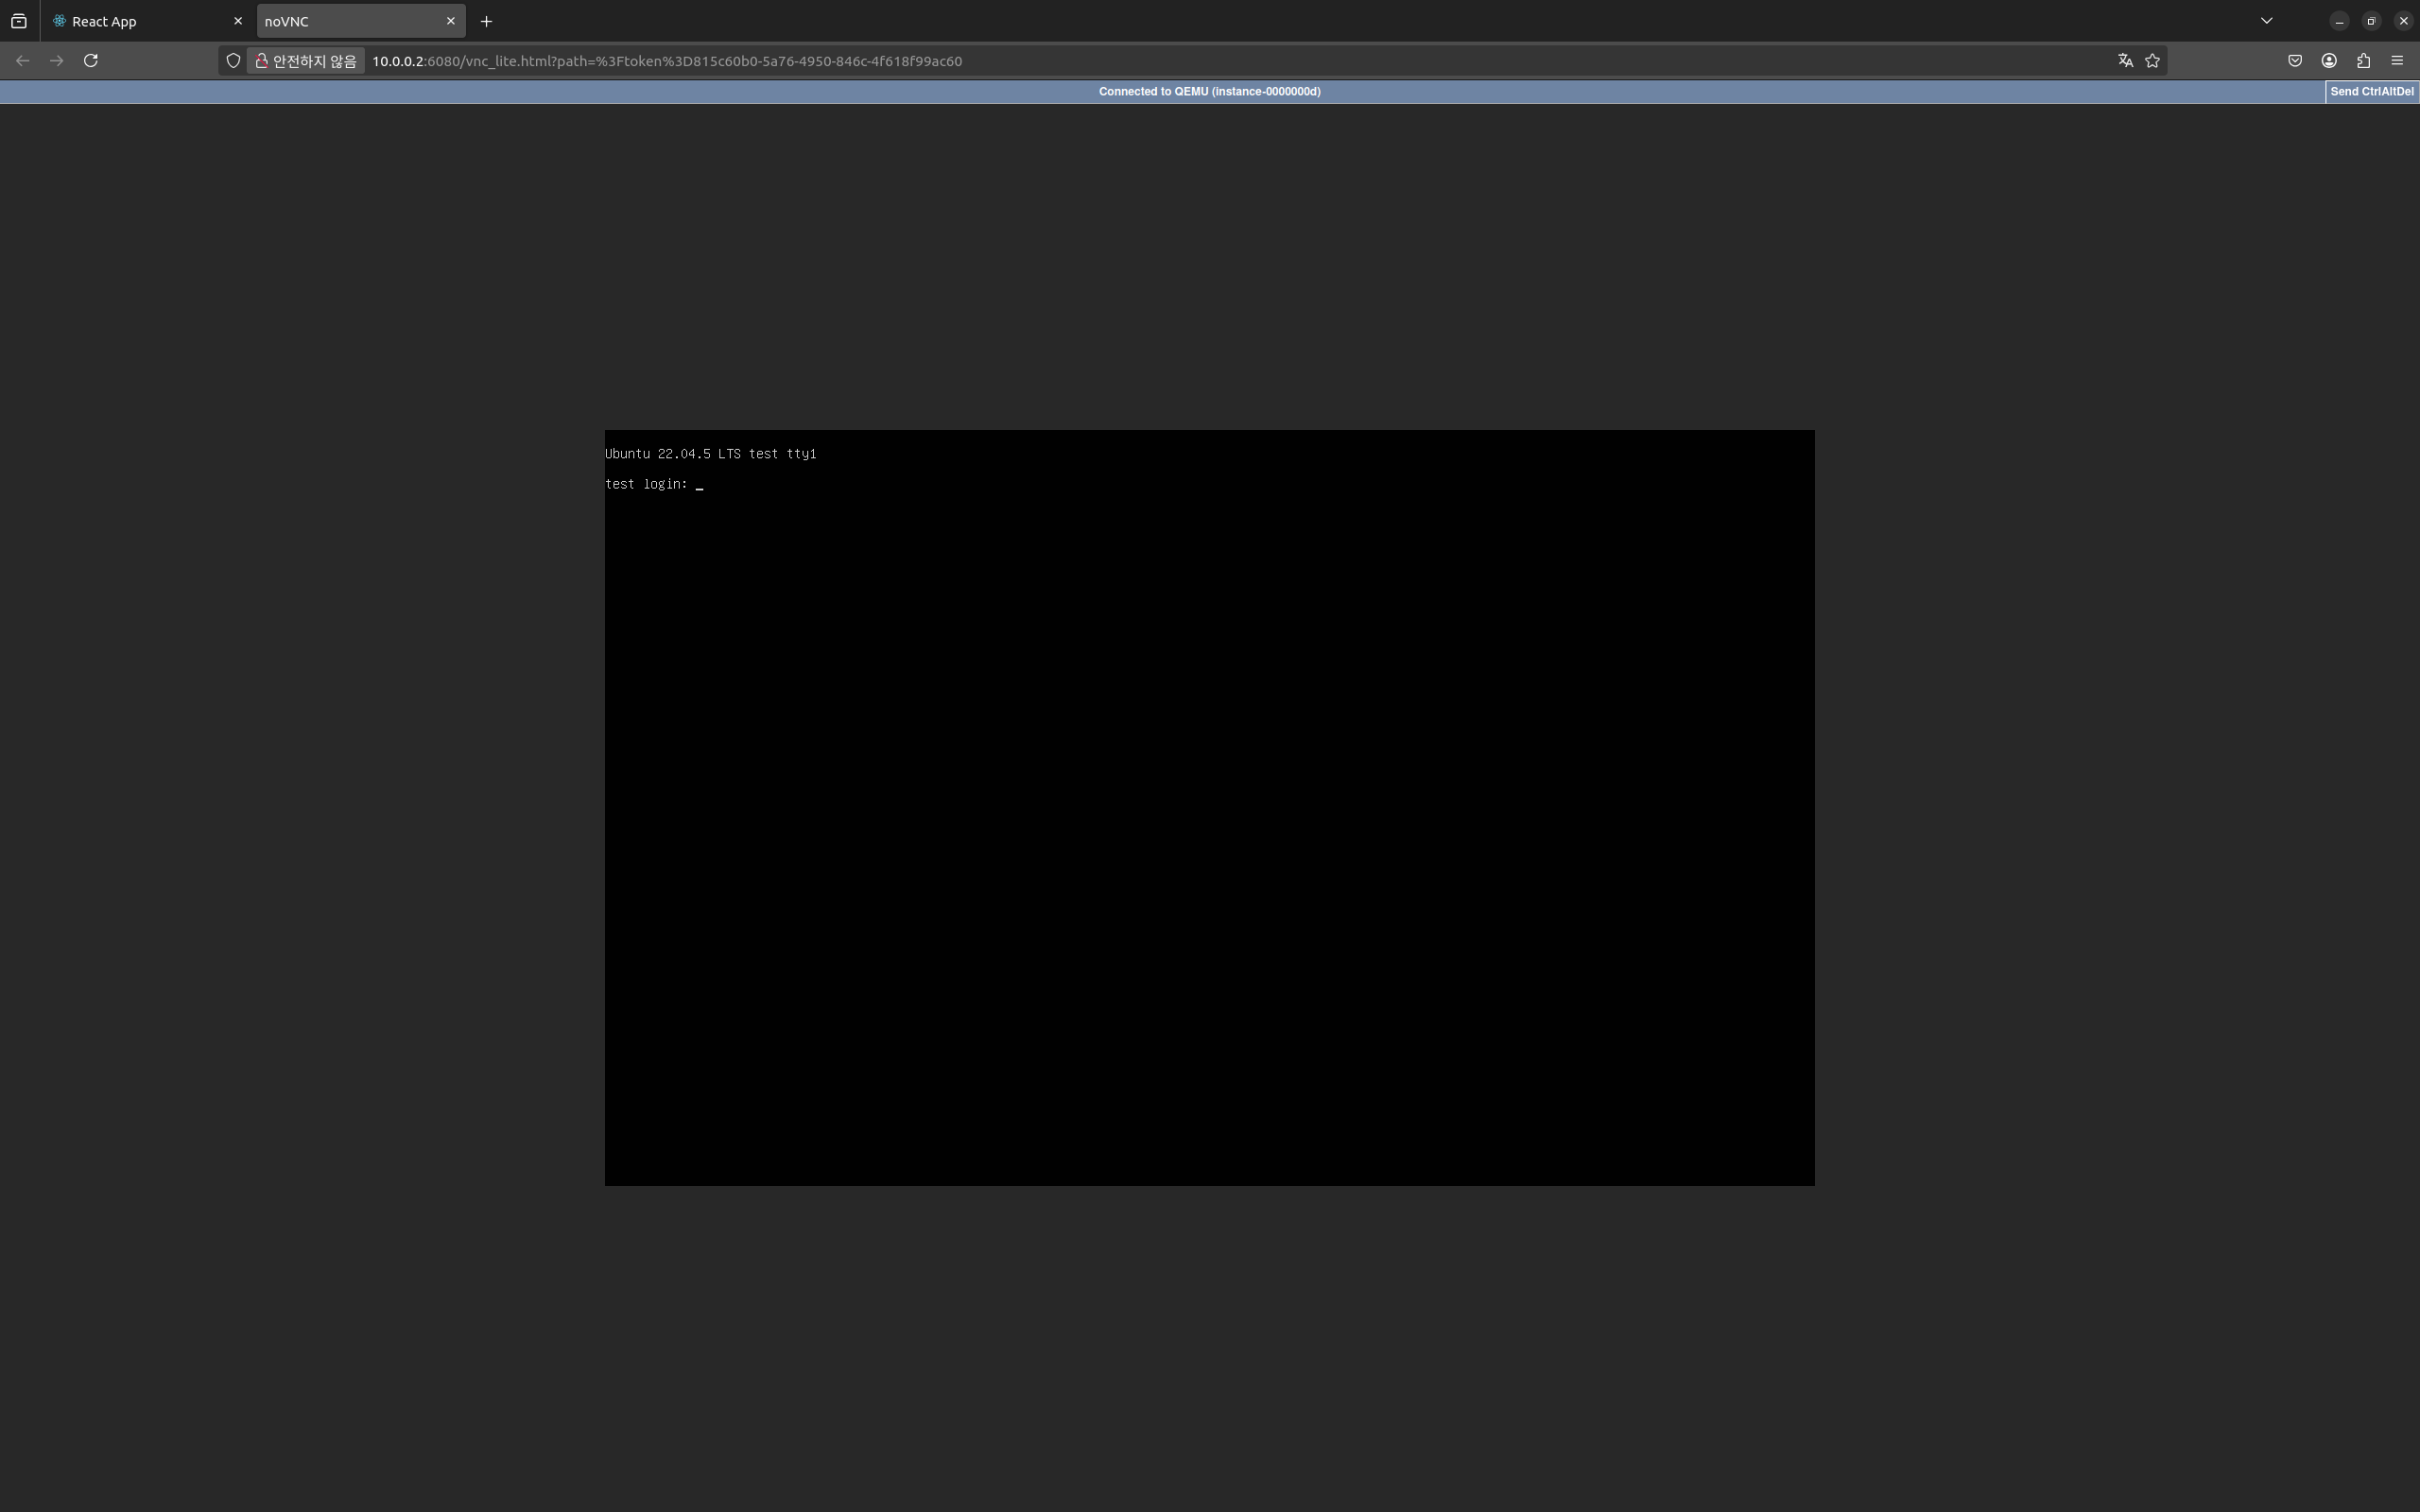 React App
noVNC
안전하지 않음 10.0.0.2:6080/vnc_lite.html?path=%3Ftoken%3D815c60b0-5a76-4950-846c-4f618f99ac60
Connected to QEMU (instance-0000000d)
Send CtrlAltDel
Ubuntu 22.04.5 LTS test tty1
test login: _